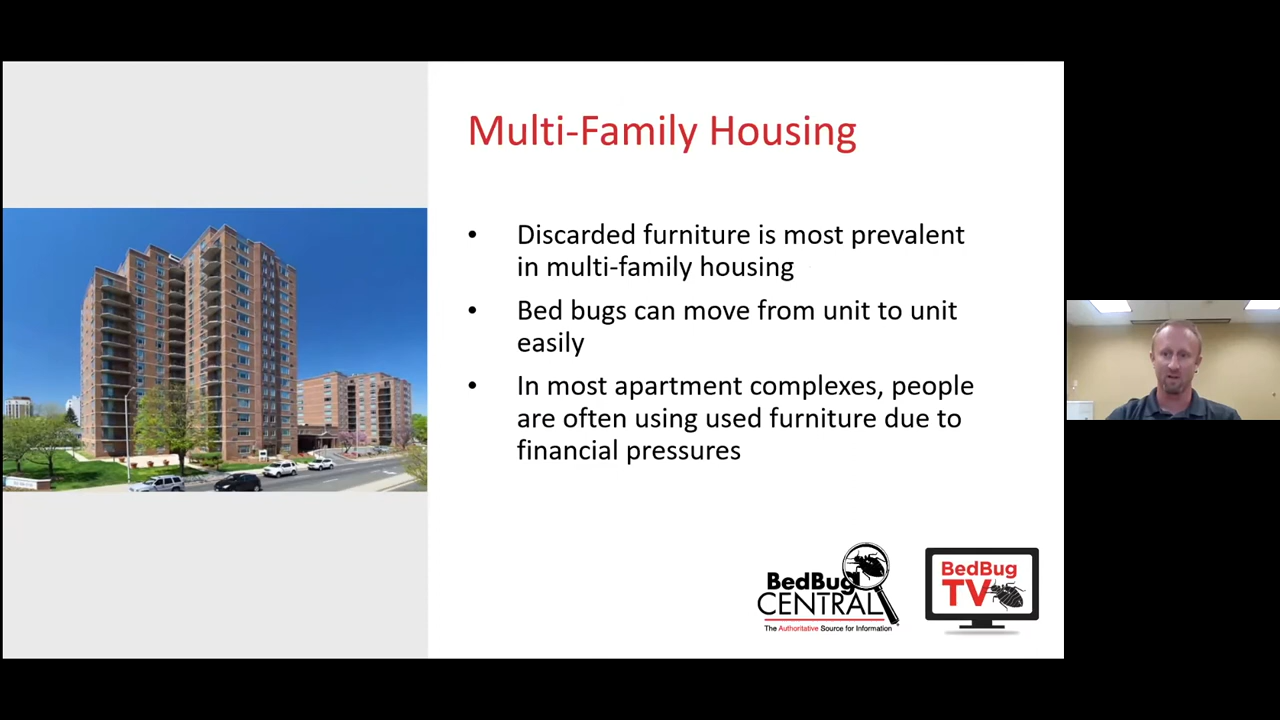 Multi-Family Housing
• Discarded furniture is most prevalent
in multi-family housing
• Bed bugs can move from unit to unit
easily
• In most apartment complexes, people
are often using used furniture due to
financial pressures
BedBug
CENTRAL
The Authoritative Source for Information
BedBug
TV